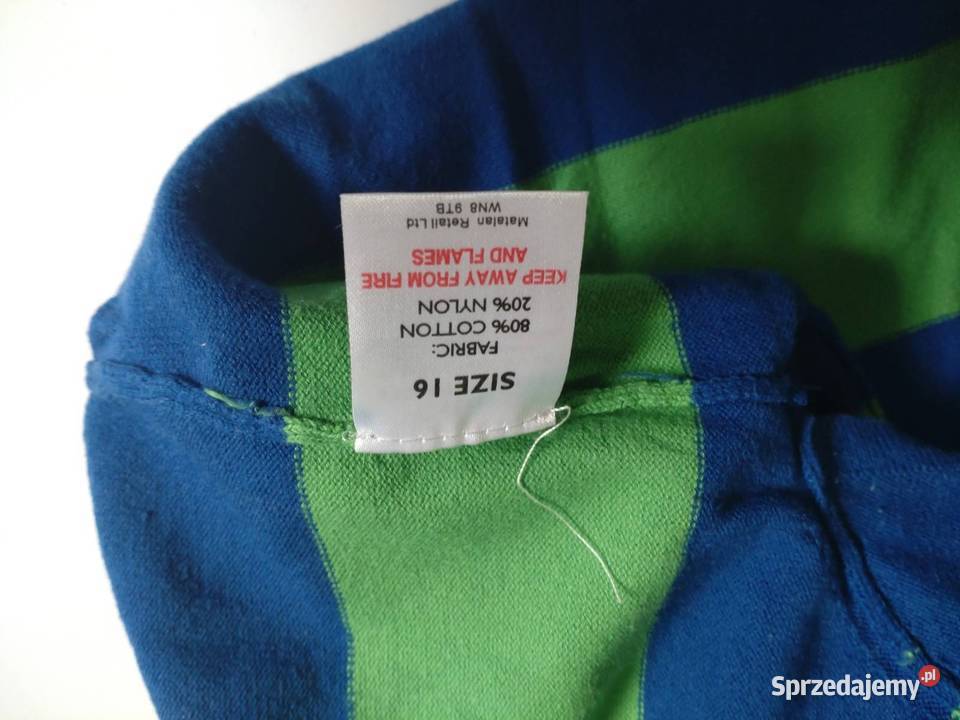 SIZE 16
FABRIC:
80% COTTON
20% NYLON
KEEP AWAY FROM FIRE
AND FLAMES
Matalan Retail Ltd
WN8 9TB
Sprzedajemy.pl